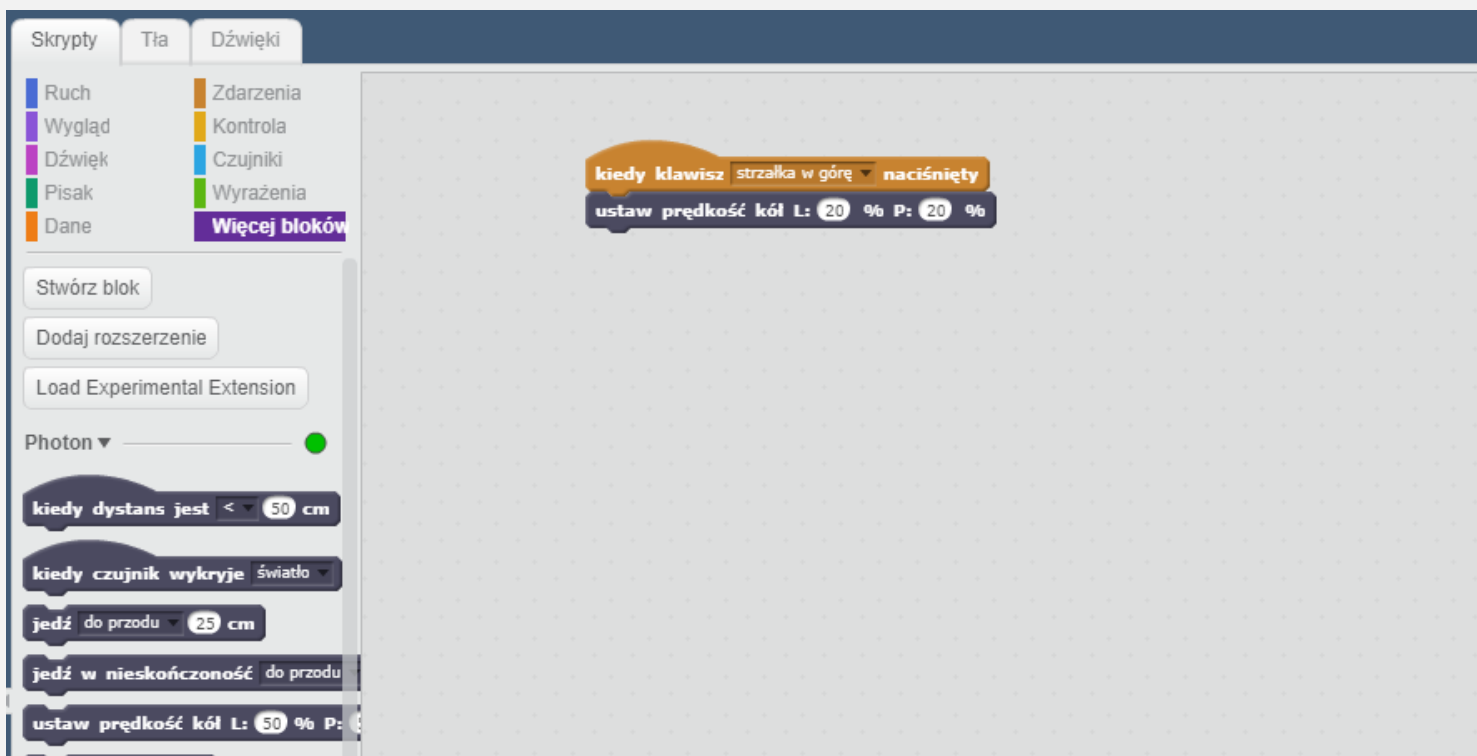 Skrypty Tła Dźwięki
Ruch Zdarzenia
Wygląd Kontrola
Dźwięk Czujniki
Pisak Wyrażenia
Dane Więcej bloków
Stwórz blok
Dodaj rozszerzenie
Load Experimental Extension
Photon
kiedy dystans jest < 50 cm
kiedy czujnik wykryje światło
jedź do przodu 25 cm
jedź w nieskończoność do przodu
ustaw prędkość kół L: 50 % P:
kiedy klawisz strzałka w górę naciśnięty
ustaw prędkość kół L: 20 % P: 20 %